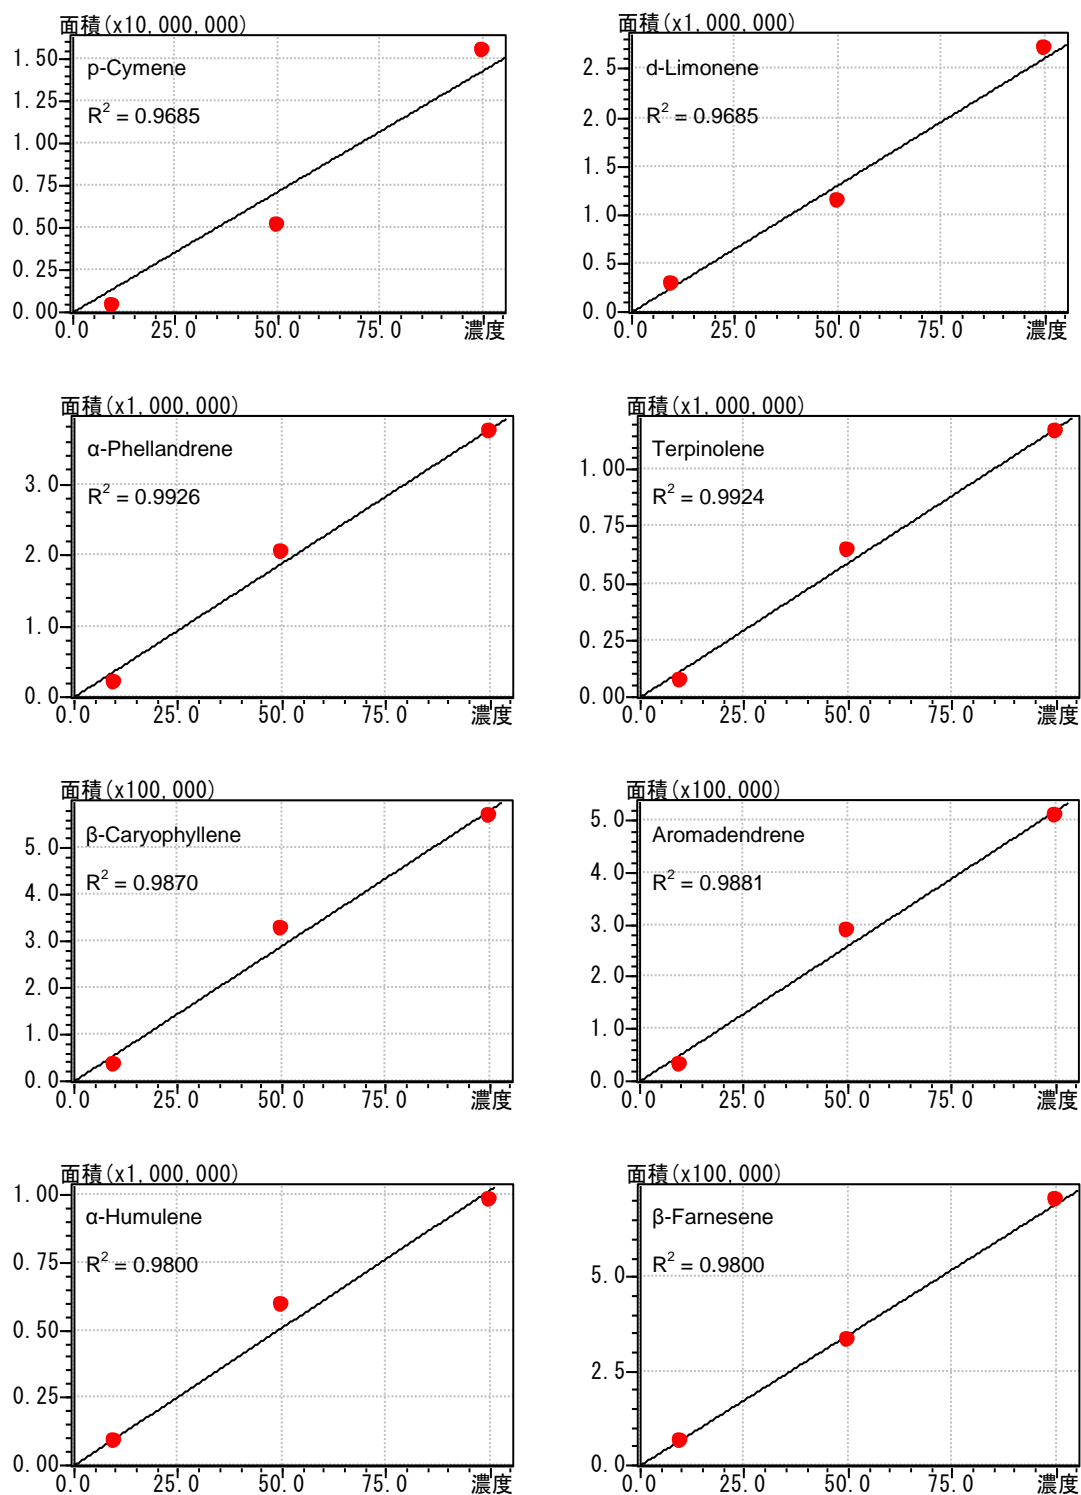 面積(x10,000,000)
p-Cymene
R² = 0.9685
1.50
1.25
1.00
0.75
0.50
0.25
0.00
0.0 25.0 50.0 75.0 濃度
面積(x1,000,000)
d-Limonene
R² = 0.9685
2.5
2.0
1.5
1.0
0.5
0.0
0.0 25.0 50.0 75.0 濃度
面積(x1,000,000)
α-Phellandrene
R² = 0.9926
3.0
2.0
1.0
0.0
0.0 25.0 50.0 75.0 濃度
面積(x1,000,000)
Terpinolene
R² = 0.9924
1.00
0.75
0.50
0.25
0.00
0.0 25.0 50.0 75.0 濃度
面積(x100,000)
β-Caryophyllene
R² = 0.9870
5.0
4.0
3.0
2.0
1.0
0.0
0.0 25.0 50.0 75.0 濃度
面積(x100,000)
Aromadendrene
R² = 0.9881
5.0
4.0
3.0
2.0
1.0
0.0
0.0 25.0 50.0 75.0 濃度
面積(x1,000,000)
α-Humulene
R² = 0.9800
1.00
0.75
0.50
0.25
0.00
0.0 25.0 50.0 75.0 濃度
面積(x100,000)
β-Farnesene
R² = 0.9800
5.0
2.5
0.0
0.0 25.0 50.0 75.0 濃度